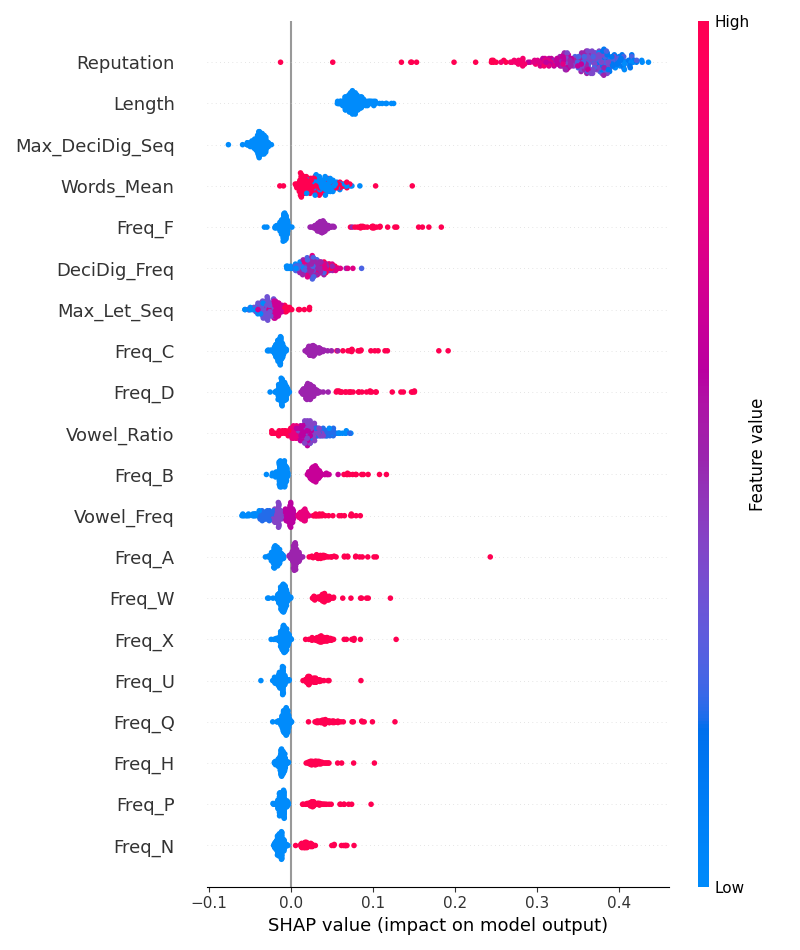 High
Reputation
Length
Max_DeciDig_Seq
Words_Mean
Freq_F
DeciDig_Freq
Max_Let_Seq
Freq_C
Freq_D
Vowel_Ratio
Freq_B
Vowel_Freq
Freq_A
Freq_W
Freq_X
Freq_U
Freq_Q
Freq_H
Freq_P
Freq_N
Feature value
Low
−0.1 0.0 0.1 0.2 0.3 0.4
SHAP value (impact on model output)